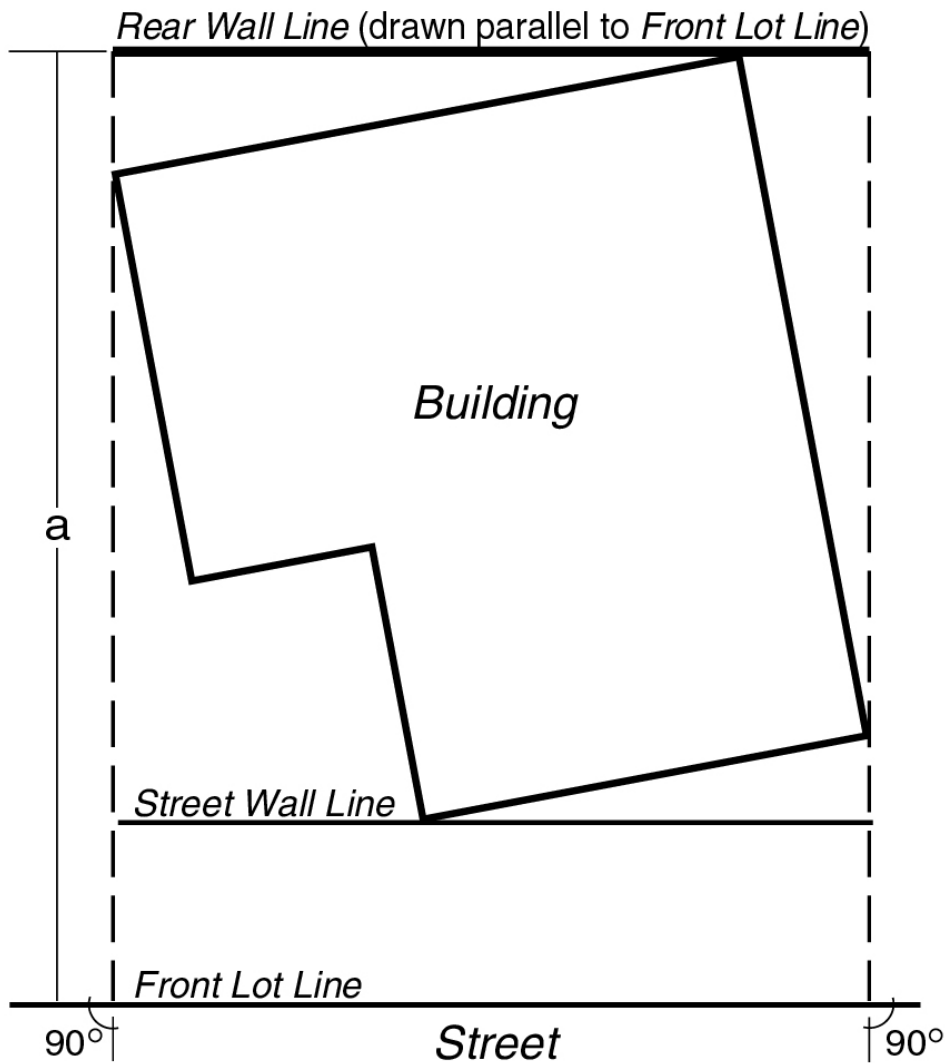 Rear Wall Line (drawn parallel to Front Lot Line)
Building
a
Street Wall Line
Front Lot Line
90° Street 90°